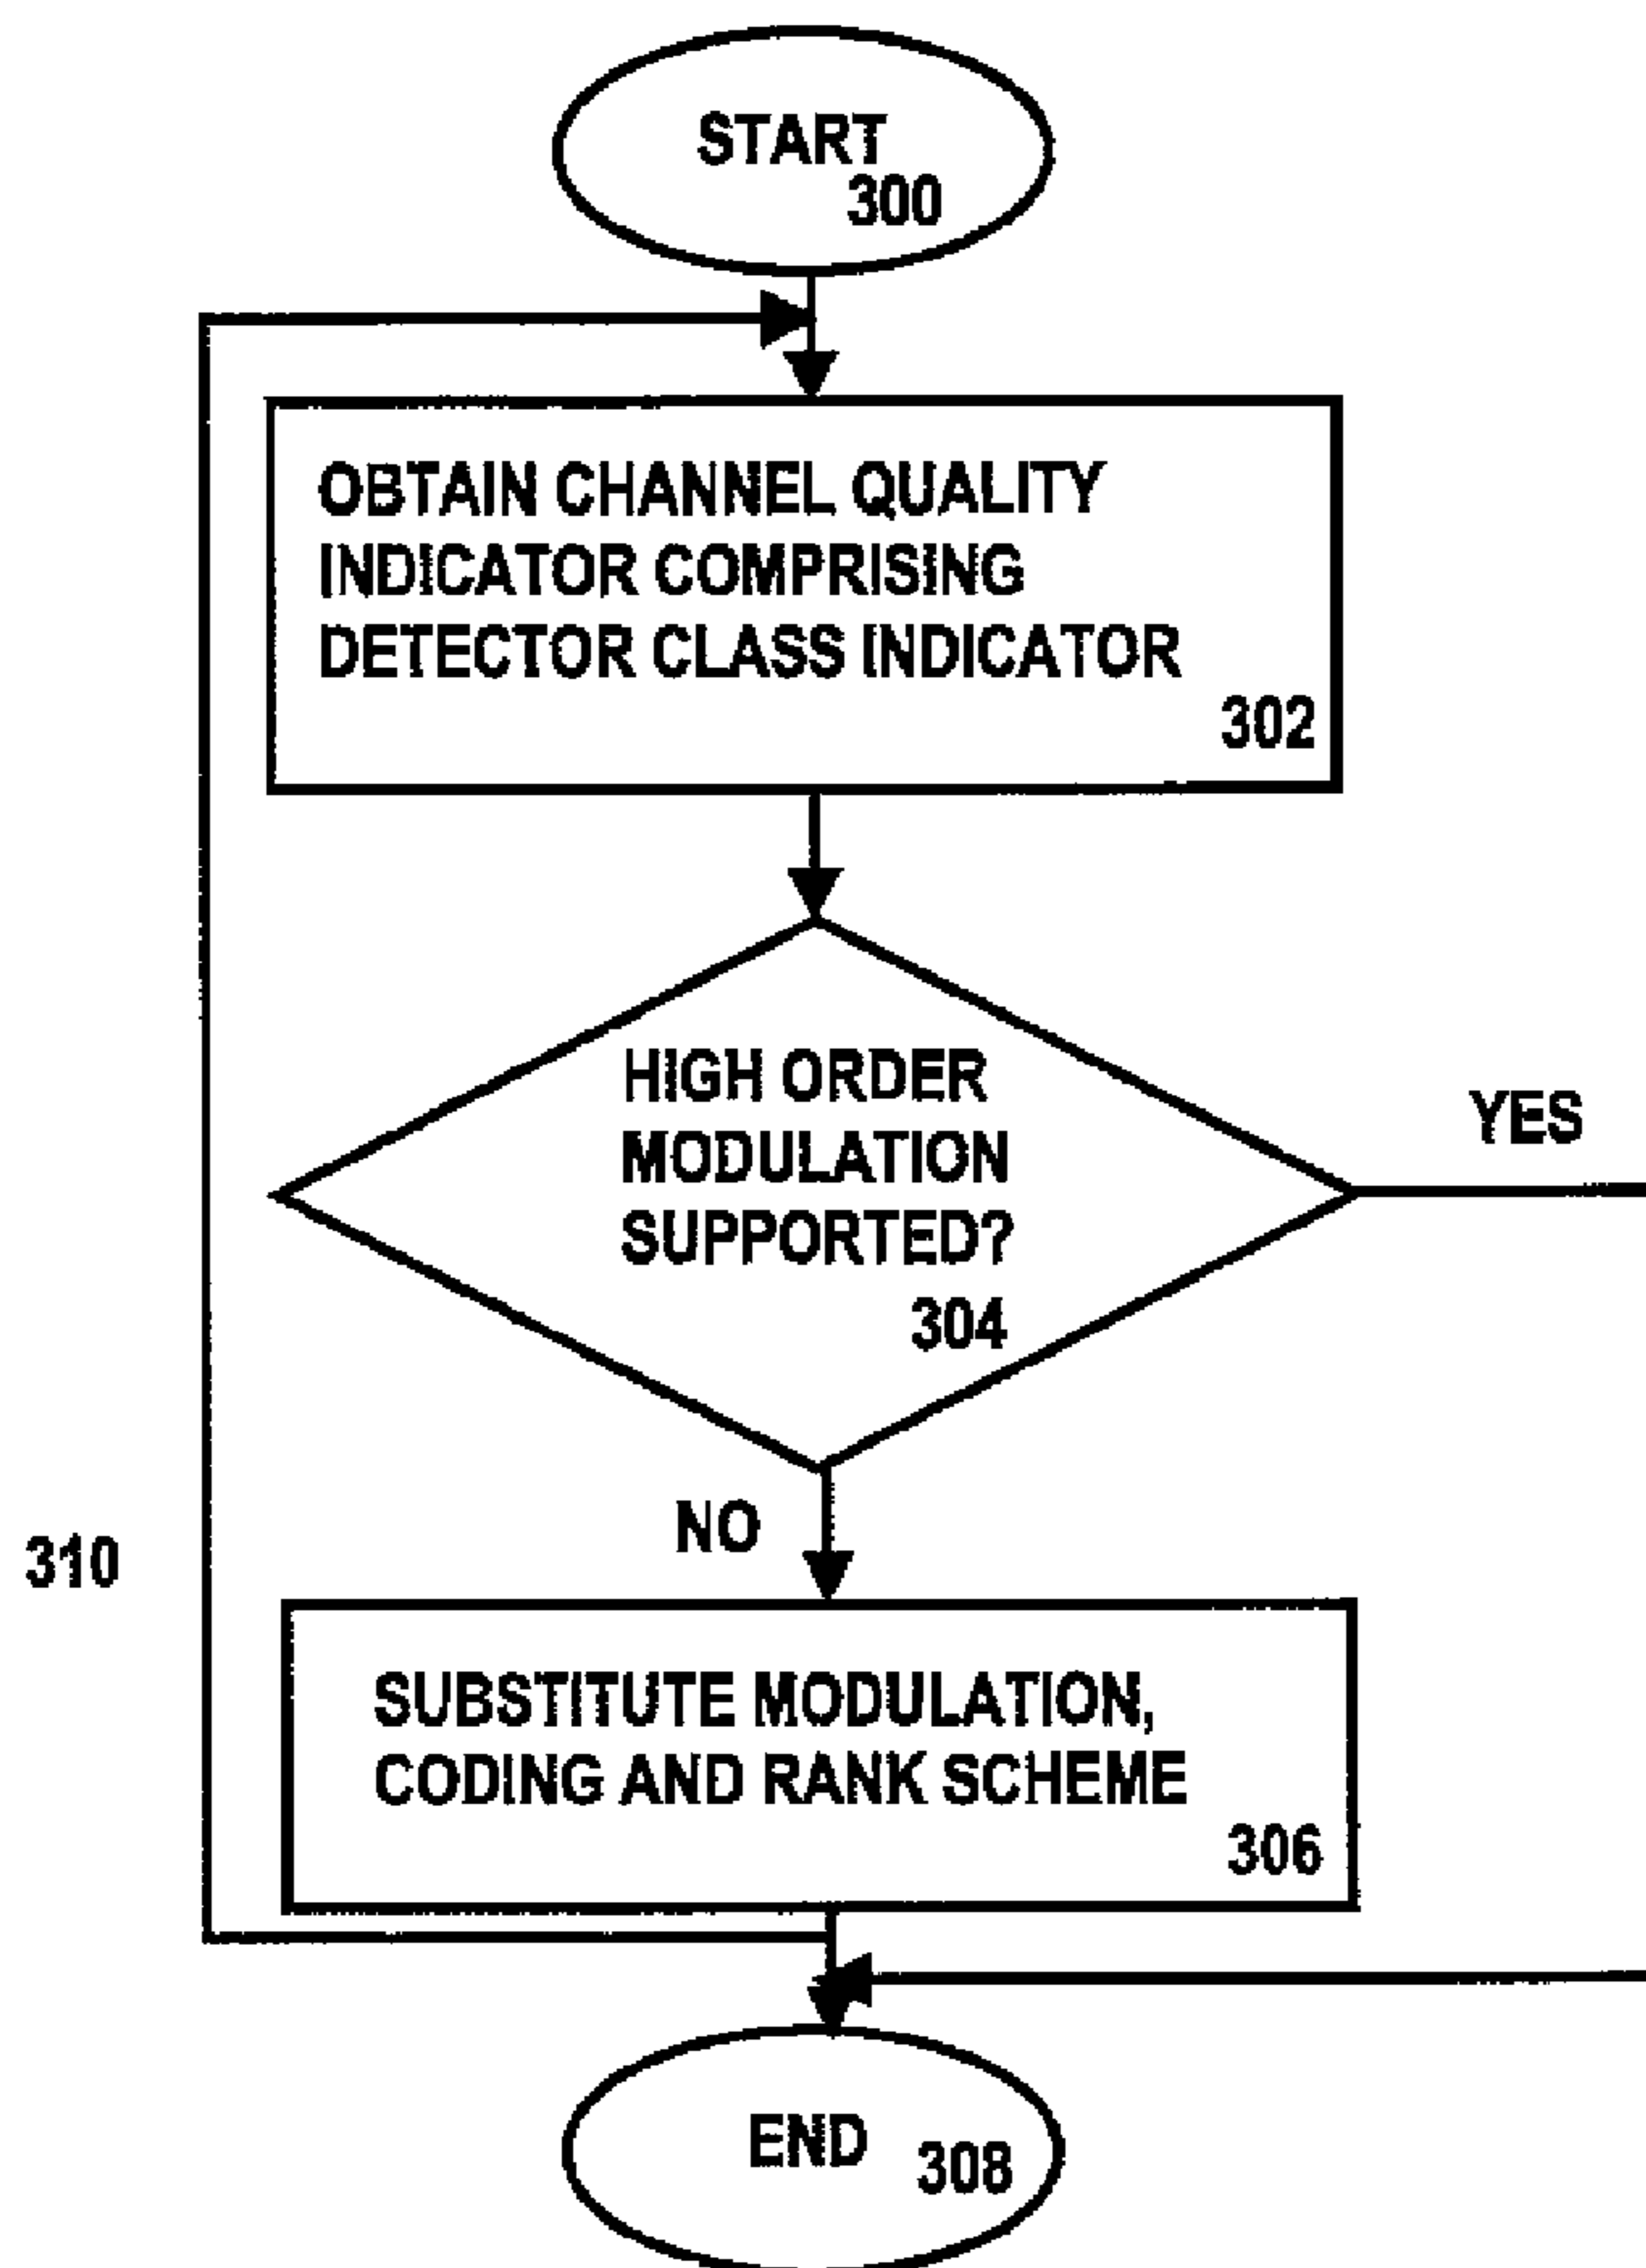 START
300
OBTAIN CHANNEL QUALITY
INDICATOR COMPRISING
DETECTOR CLASS INDICATOR
302
HIGH ORDER
MODULATION
SUPPORTED?
304
YES
NO
310
SUBSTITUTE MODULATION,
CODING AND RANK SCHEME
306
END
308